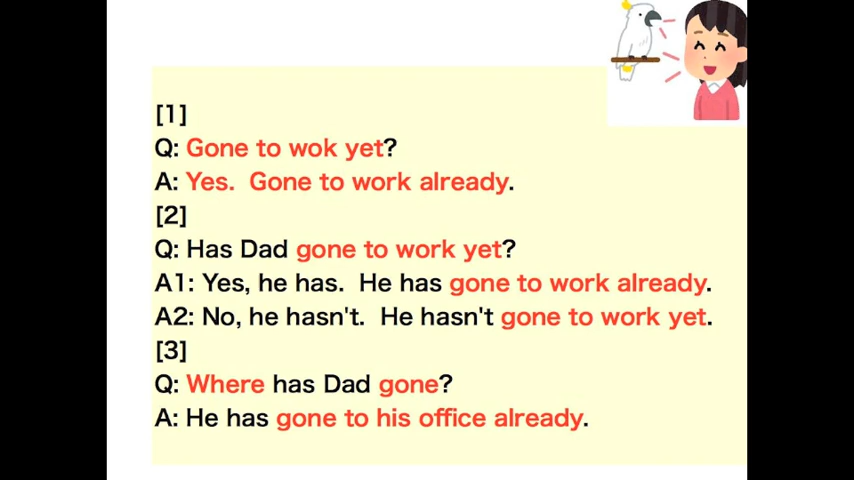 [1]
Q: Gone to wok yet?
A: Yes.  Gone to work already.
[2]
Q: Has Dad gone to work yet?
A1: Yes, he has.  He has gone to work already.
A2: No, he hasn't.  He hasn't gone to work yet.
[3]
Q: Where has Dad gone?
A: He has gone to his office already.